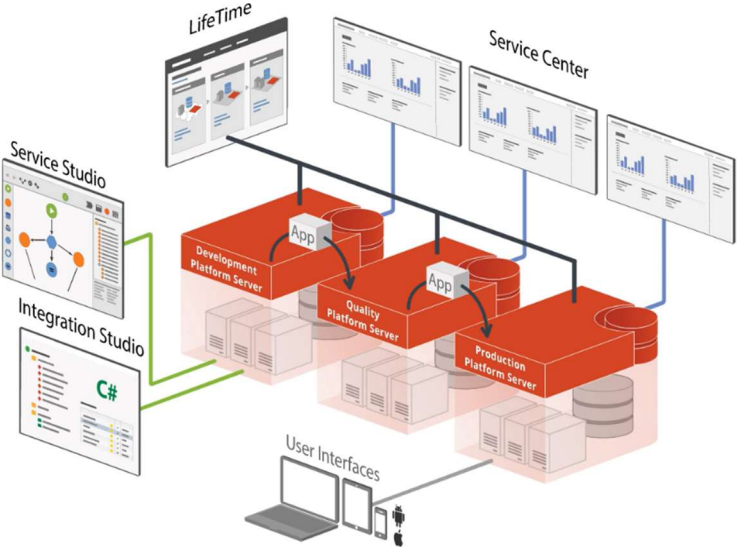 LifeTime
Service Center
Service Studio
Integration Studio
C#
App
Development
Platform Server
App
Quality
Platform Server
Production
Platform Server
User Interfaces